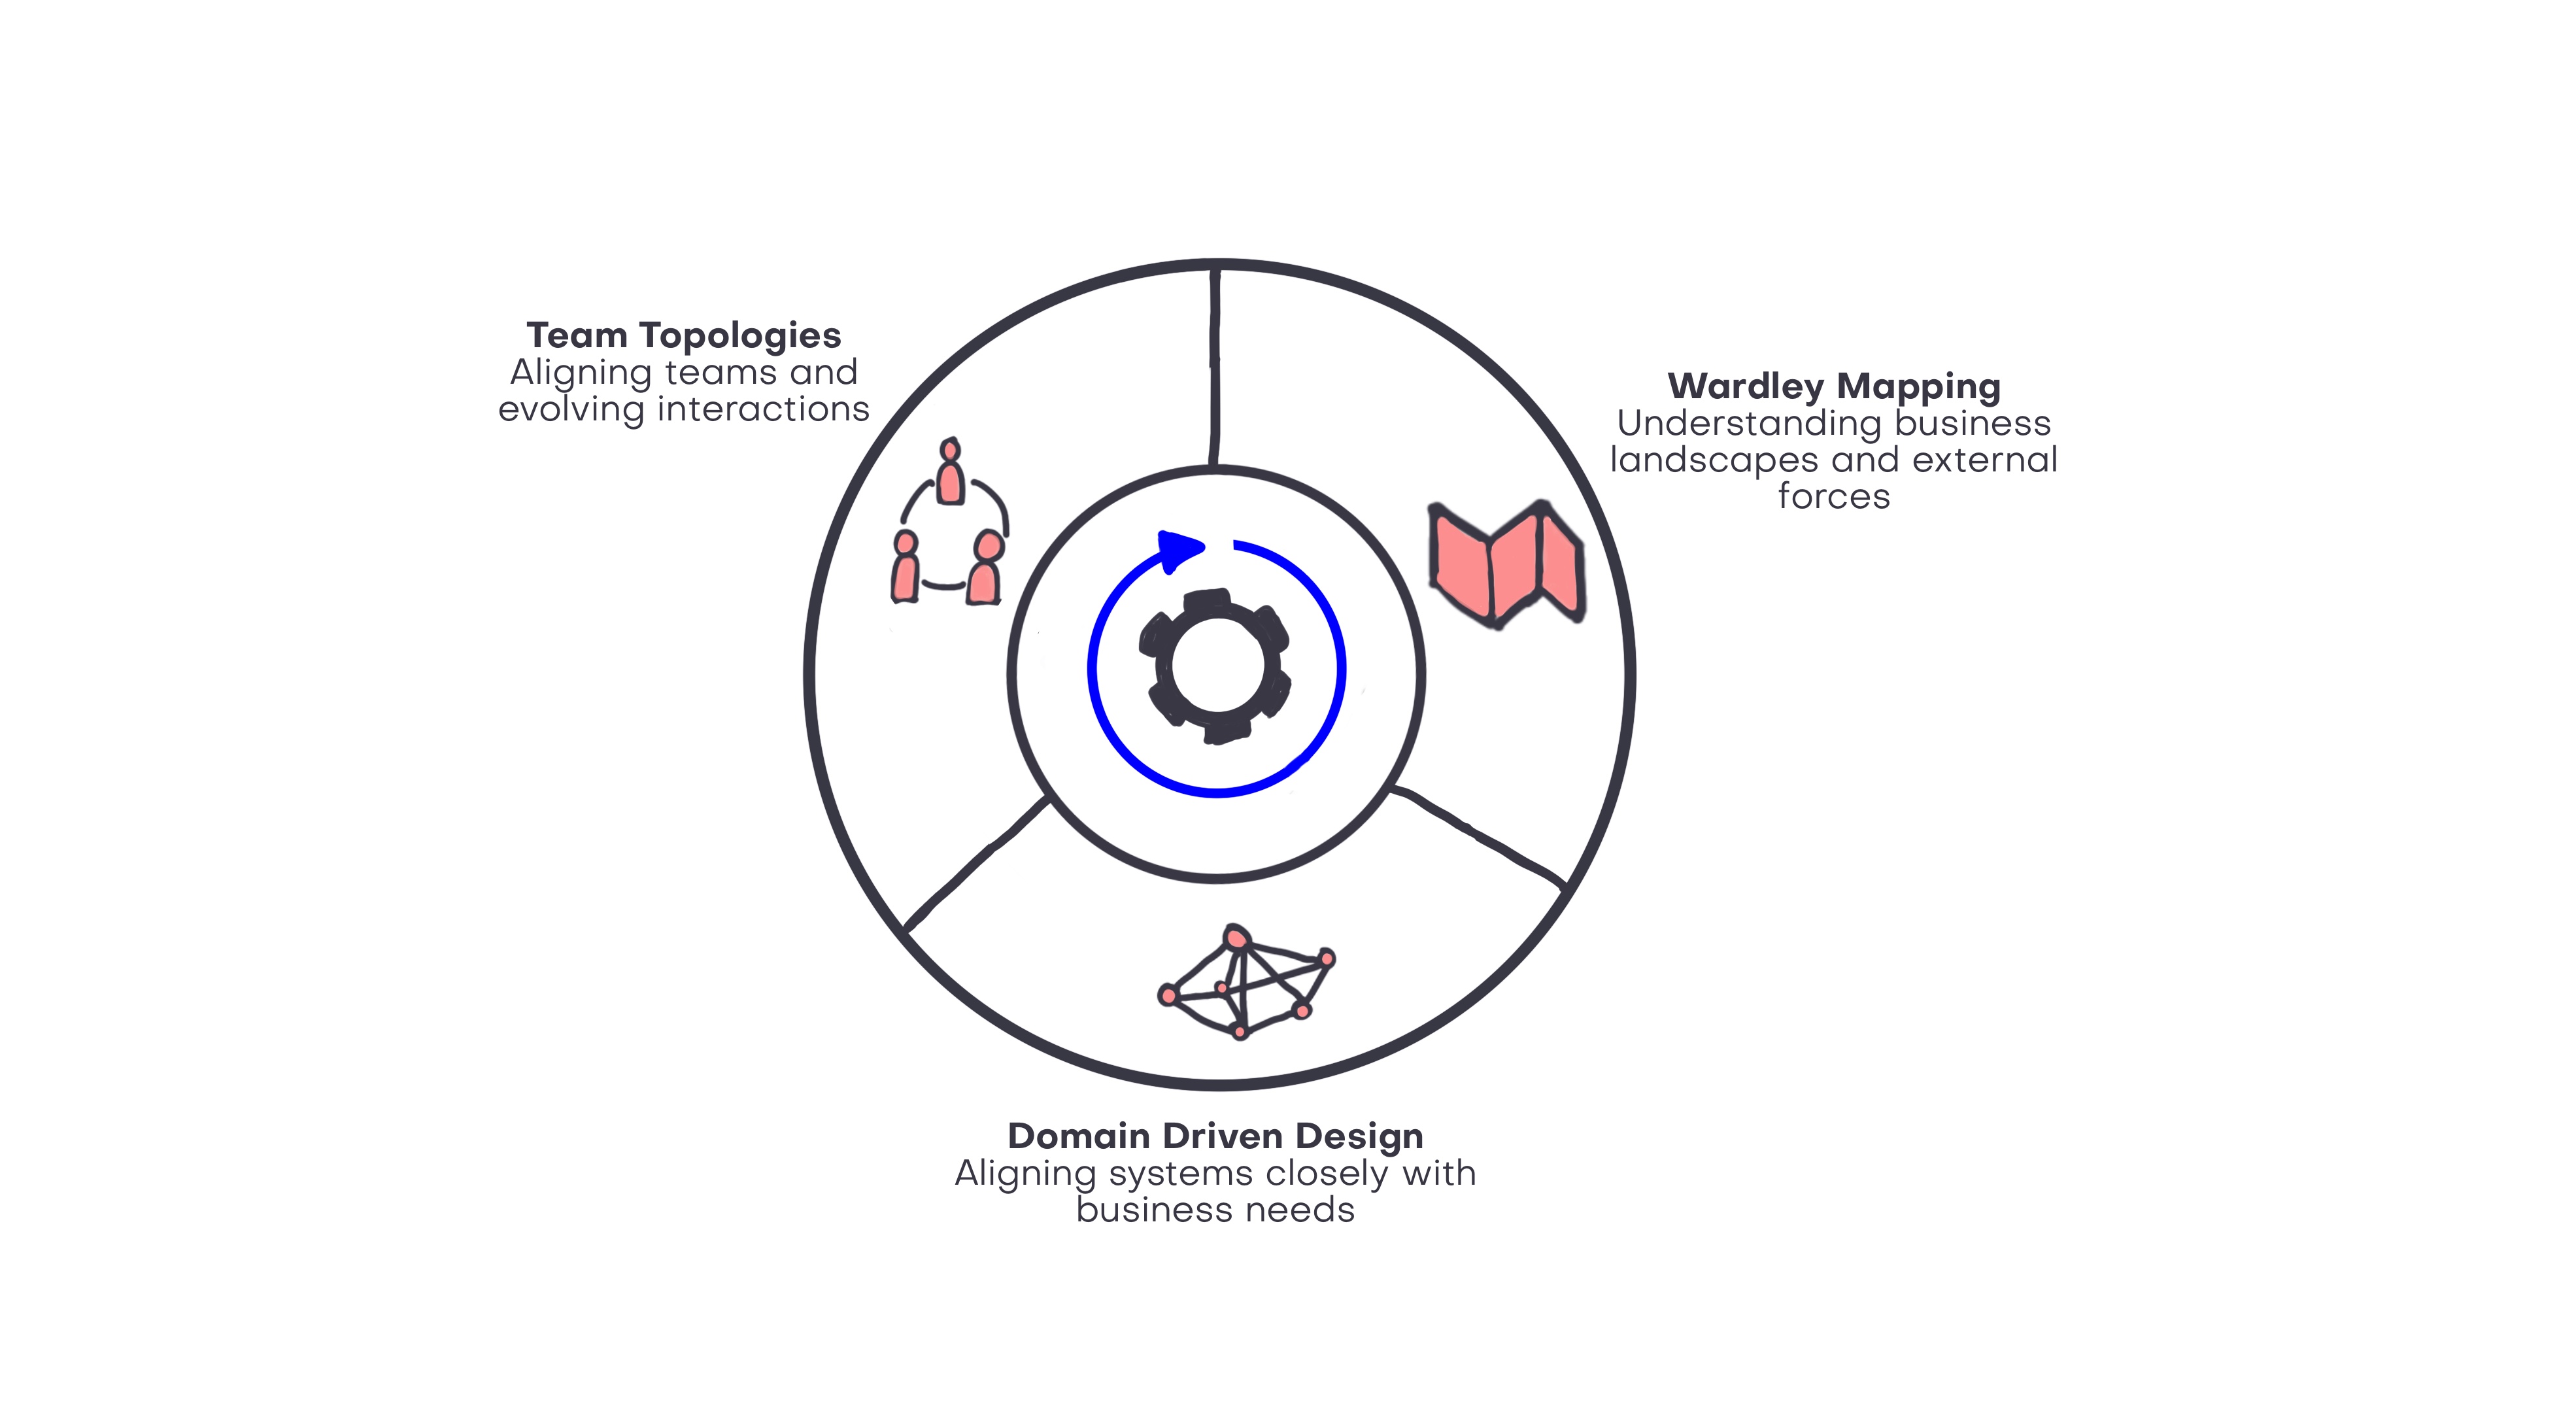 Team Topologies
Aligning teams and
evolving interactions
Wardley Mapping
Understanding business
landscapes and external
forces
Domain Driven Design
Aligning systems closely with
business needs